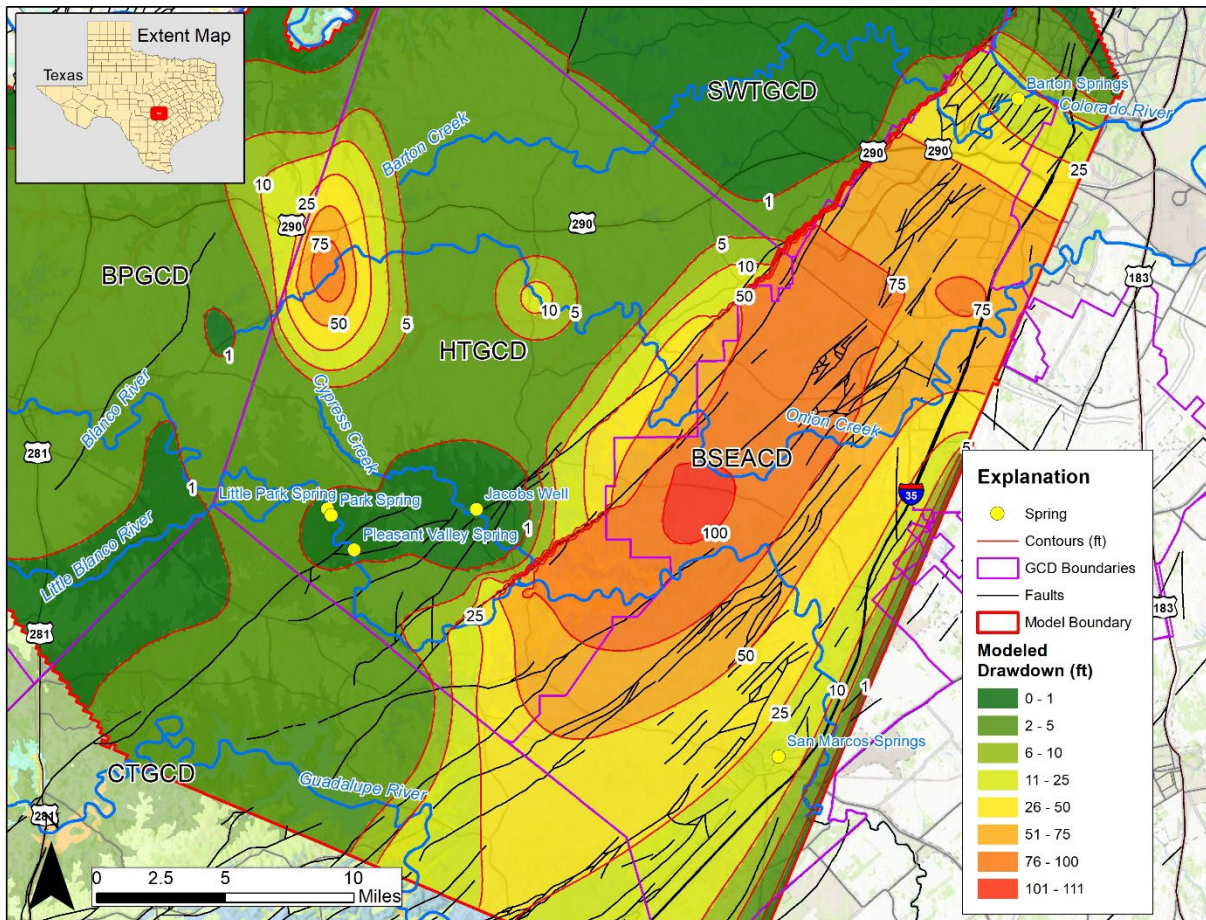 Extent Map
Texas
SWTGCD
Barton Springs
Colorado River
290
290
Barton Creek
10
25
25
290
1
290
75
5
10
183
BPGCD
50
75
75
50
5
10
5
1
HTGCD
Blanco River
Cypress Creek
Onion Creek
281
BSEACD
5
1
Little Park Spring
Park Spring
Jacobs Well
35
1
100
Pleasant Valley Spring
Little Blanco River
25
281
183
50
10
1
25
San Marcos Springs
CTGCD
Guadalupe River
281
0
2.5
5
10
Miles
Explanation
Spring
Contours (ft)
GCD Boundaries
Faults
Model Boundary
Modeled
Drawdown (ft)
0 - 1
2 - 5
6 - 10
11 - 25
26 - 50
51 - 75
76 - 100
101 - 111